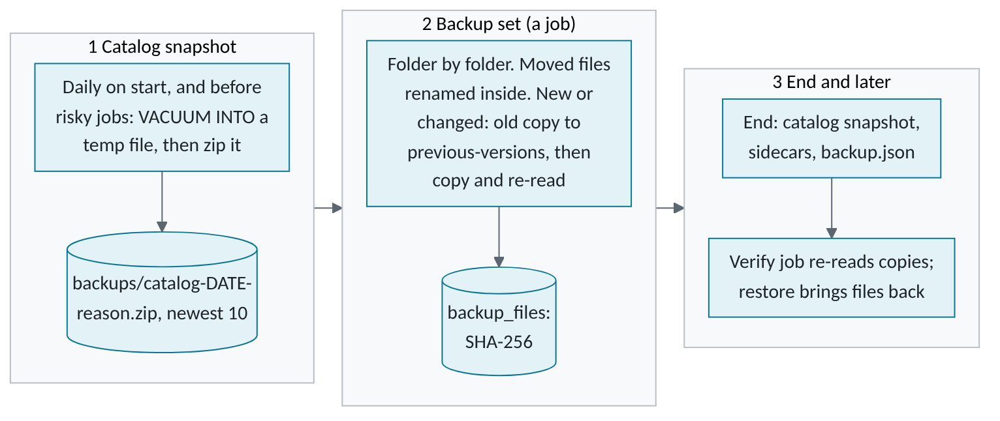 1 Catalog snapshot
Daily on start, and before
risky jobs: VACUUM INTO a
temp file, then zip it
backups/catalog-DATE-
reason.zip, newest 10
2 Backup set (a job)
Folder by folder. Moved files
renamed inside. New or
changed: old copy to
previous-versions, then
copy and re-read
backup_files:
SHA-256
3 End and later
End: catalog snapshot,
sidecars, backup.json
Verify job re-reads copies;
restore brings files back